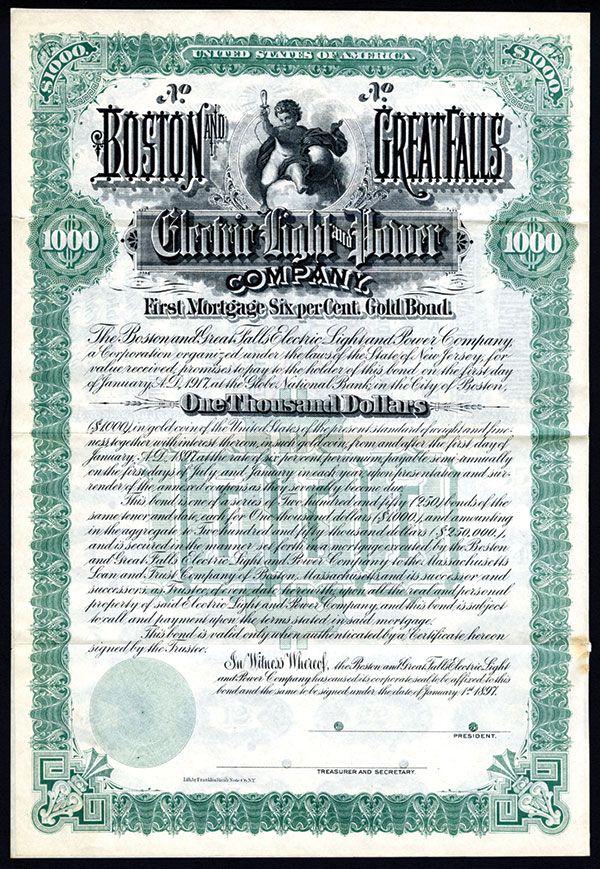 UNITED STATES OF AMERICA.
$1000. $1000.
No No
BOSTON AND GREAT FALLS
Electric Light and Power
COMPANY,
1000 1000
First Mortgage Six per Cent. Gold Bond.
The Boston and Great Falls Electric Light and Power Company,
a Corporation organized under the laws of the State of New Jersey, for
value received, promises to pay to the holder of this bond on the first day
of January A.D. 1917, at the Globe National Bank, in the City of Boston,
One Thousand Dollars
($1000), in gold coin of the United States of the present standard of weight and fine-
ness, together with interest thereon, in such gold coin, from and after the first day of
January, A.D. 1897 at the rate of six per cent per annum, payable semi-annually
on the first days of July and January in each year, upon presentation and sur-
render of the annexed coupons as they severally become due.
This bond is one of a series of Two hundred and fifty (250) bonds of the
same tenor and date, each for One thousand dollars ($1,000), and amounting
in the aggregate to Two hundred and fifty thousand dollars ($250,000),
and is secured in the manner set forth in a mortgage executed by the Boston
and Great Falls Electric Light and Power Company to the Massachusetts
Loan and Trust Company of Boston, Massachusetts, and its successor and
successors, as Trustee, of even date herewith, upon all the real and personal
property of said Electric Light and Power Company, and this bond is subject
to call and payment upon the terms stated in said mortgage.
This bond is valid only when authenticated by a Certificate hereon
signed by the Trustee.
In Witness Whereof, the Boston and Great Falls Electric Light
and Power Company has caused its corporate seal to be affixed to this
bond and the same to be signed under the date of January 1st 1897.
PRESIDENT.
TREASURER AND SECRETARY.
Lith. by Franklin Bank Note Co. N.Y.